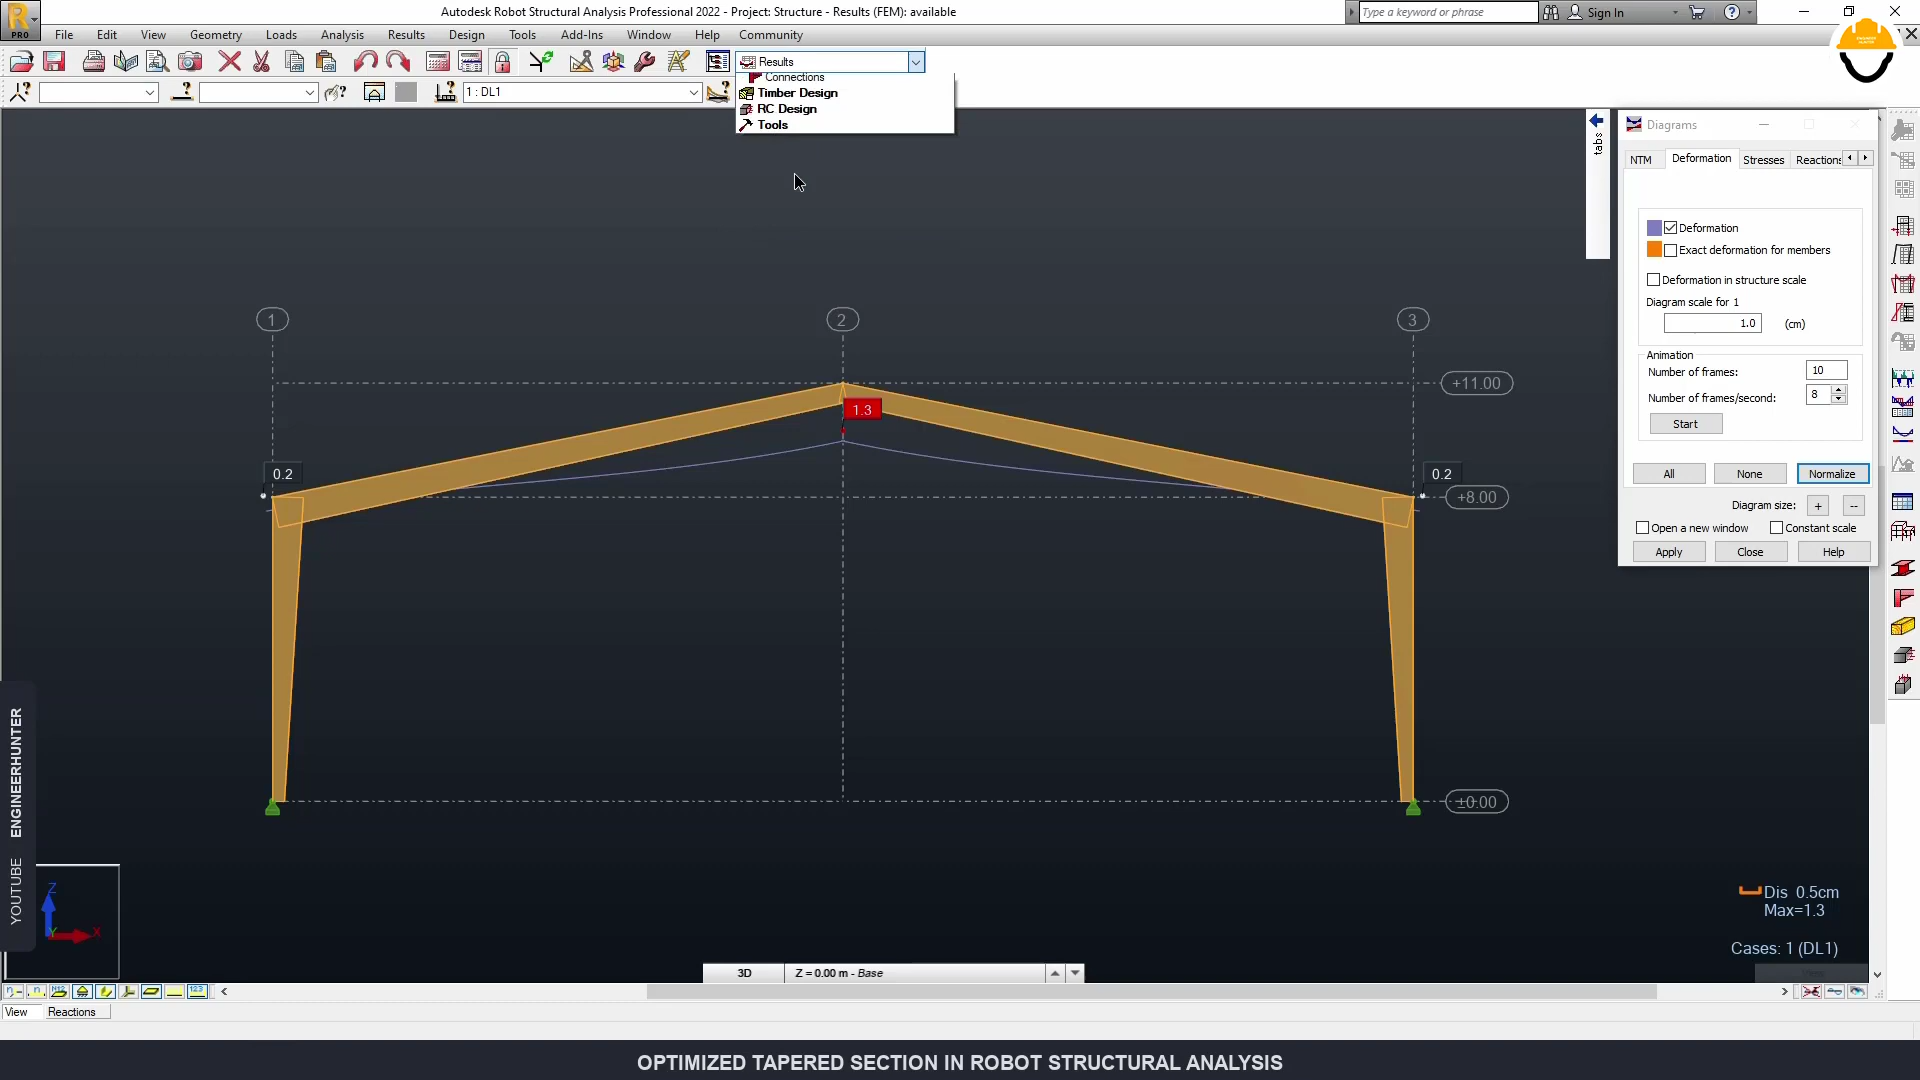 Autodesk Robot Structural Analysis Professional 2022 - Project: Structure - Results (FEM): available
Type a keyword or phrase
Sign In
PRO
File Edit View Geometry Loads Analysis Results Design Tools Add-Ins Window Help Community
Results
Connections
Timber Design
RC Design
Tools
1 : DL1
tabs
Diagrams
NTM Deformation Stresses Reactions
Deformation
Exact deformation for members
Deformation in structure scale
Diagram scale for 1
1.0 (cm)
Animation
Number of frames: 10
Number of frames/second: 8
Start
All None Normalize
Diagram size: + --
Open a new window Constant scale
Apply Close Help
1 2 3
+11.00
1.3
0.2 0.2
+8.00
±0.00
YOUTUBE ENGINEERHUNTER
Z
Y X
Dis 0.5cm
Max=1.3
Cases: 1 (DL1)
3D Z = 0.00 m - Base
View Reactions
OPTIMIZED TAPERED SECTION IN ROBOT STRUCTURAL ANALYSIS